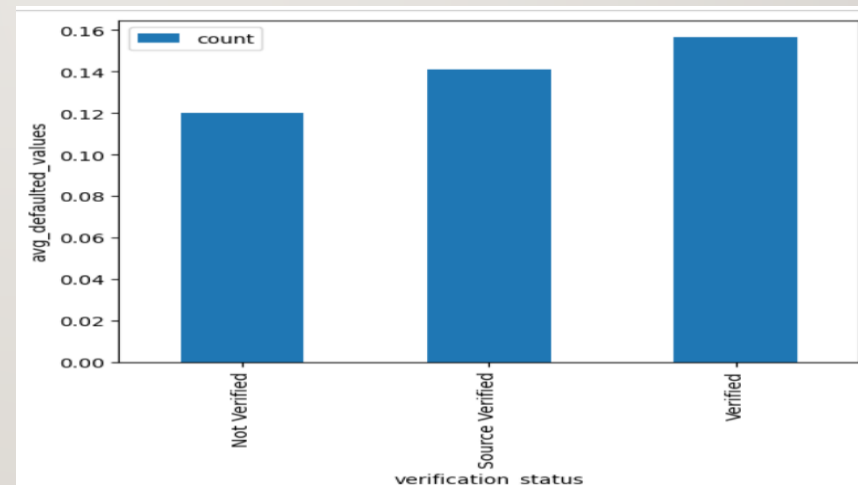 0.16
count
0.14
0.12
0.10
0.08
0.06
0.04
0.02
0.00
avg_defaulted_values
Not Verified
Source Verified
Verified
verification_status